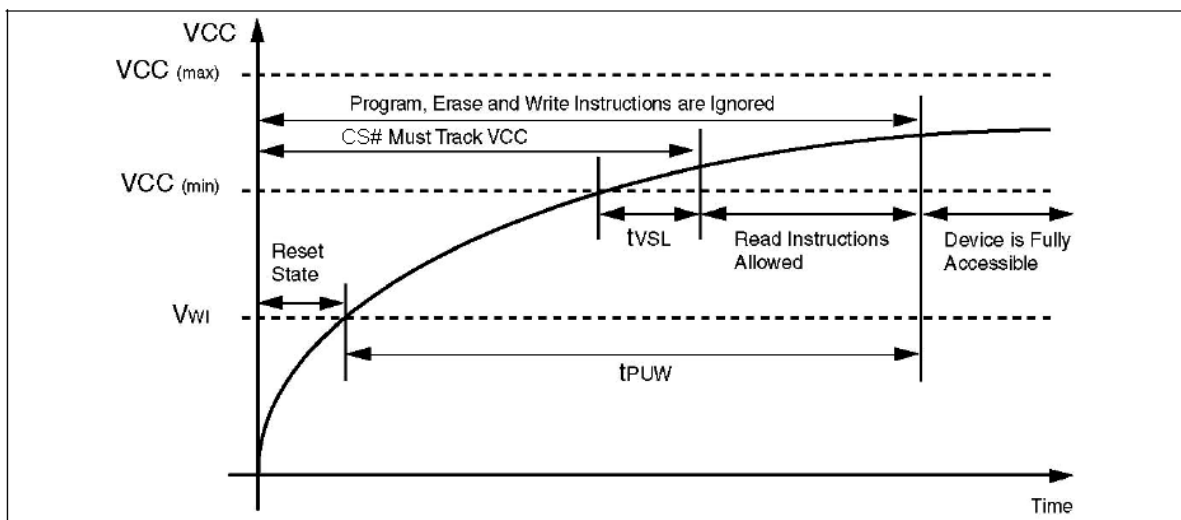 VCC
VCC (max)
Program, Erase and Write Instructions are Ignored
CS# Must Track VCC
VCC (min)
tVSL
Read Instructions
Allowed
Device is Fully
Accessible
Reset
State
VWI
tPUW
Time